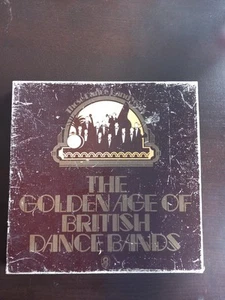 THE
GOLDEN AGE OF
BRITISH
DANCE BANDS